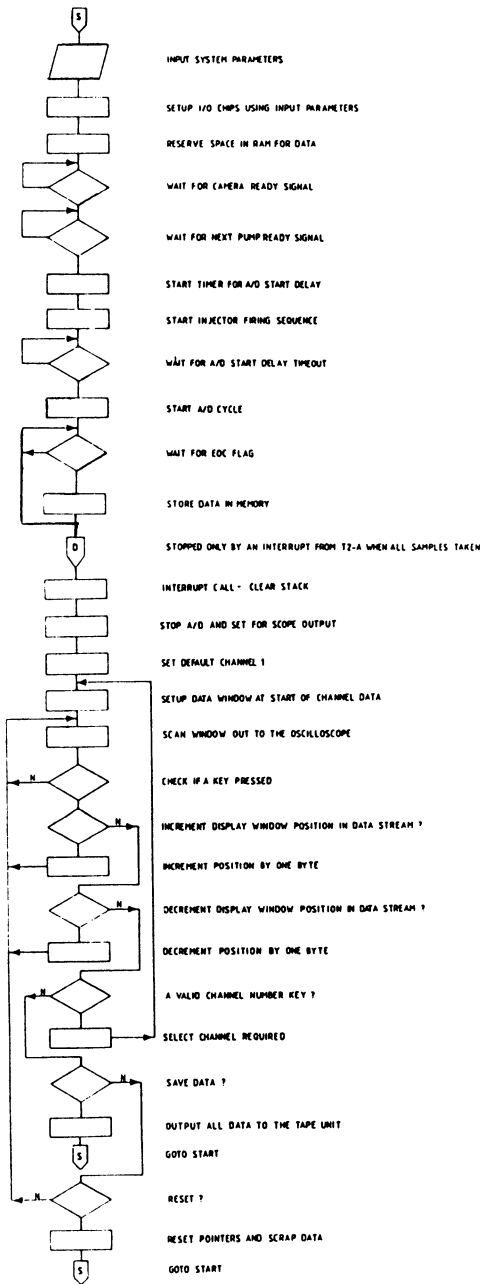 S
INPUT SYSTEM PARAMETERS
SETUP I/O CHIPS USING INPUT PARAMETERS
RESERVE SPACE IN RAM FOR DATA
WAIT FOR CAMERA READY SIGNAL
WAIT FOR NEXT PUMP READY SIGNAL
START TIMER FOR A/D START DELAY
START INJECTOR FIRING SEQUENCE
WAIT FOR A/D START DELAY TIMEOUT
START A/D CYCLE
WAIT FOR EOC FLAG
STORE DATA IN MEMORY
D
STOPPED ONLY BY AN INTERRUPT FROM T2-A WHEN ALL SAMPLES TAKEN
INTERRUPT CALL - CLEAR STACK
STOP A/D AND SET FOR SCOPE OUTPUT
SET DEFAULT CHANNEL 1
SETUP DATA WINDOW AT START OF CHANNEL DATA
SCAN WINDOW OUT TO THE OSCILLOSCOPE
N
CHECK IF A KEY PRESSED
N
INCREMENT DISPLAY WINDOW POSITION IN DATA STREAM ?
INCREMENT POSITION BY ONE BYTE
N
DECREMENT DISPLAY WINDOW POSITION IN DATA STREAM ?
DECREMENT POSITION BY ONE BYTE
N
A VALID CHANNEL NUMBER KEY ?
SELECT CHANNEL REQUIRED
N
SAVE DATA ?
OUTPUT ALL DATA TO THE TAPE UNIT
S
GOTO START
N
RESET ?
RESET POINTERS AND SCRAP DATA
S
GOTO START